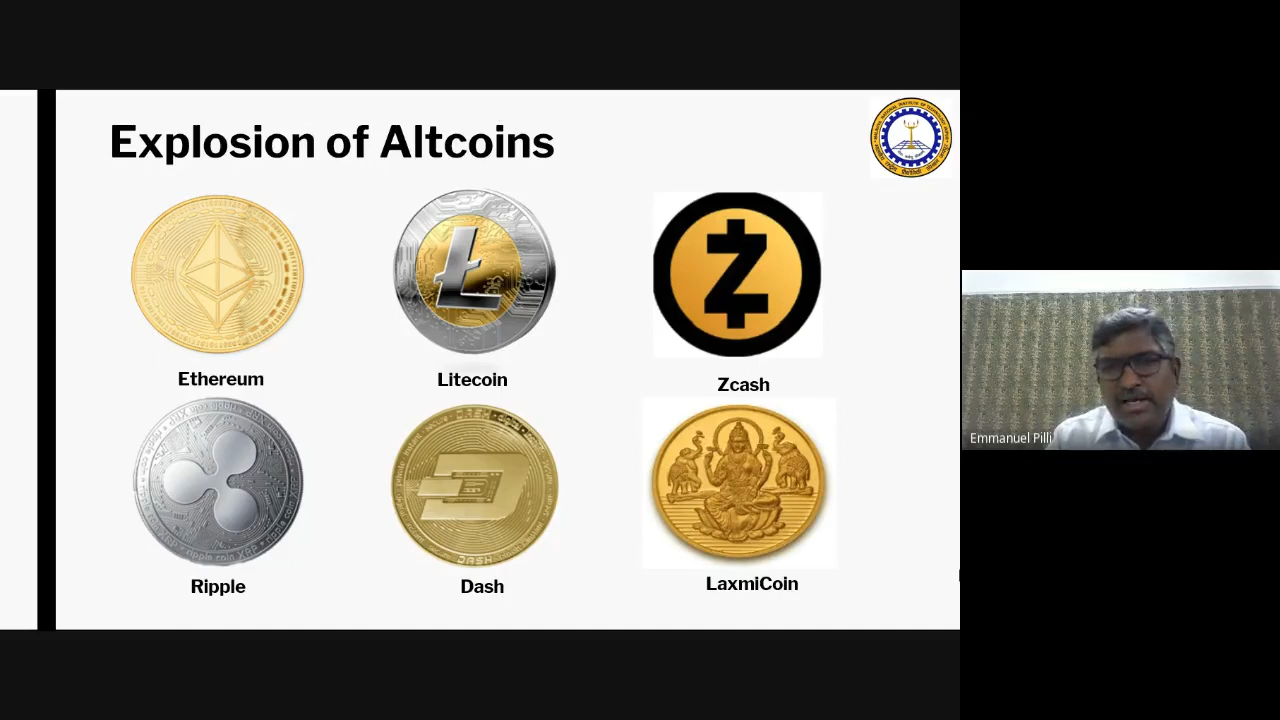 Explosion of Altcoins
Ethereum
Litecoin
Zcash
Ripple
Dash
LaxmiCoin
Emmanuel Pilli